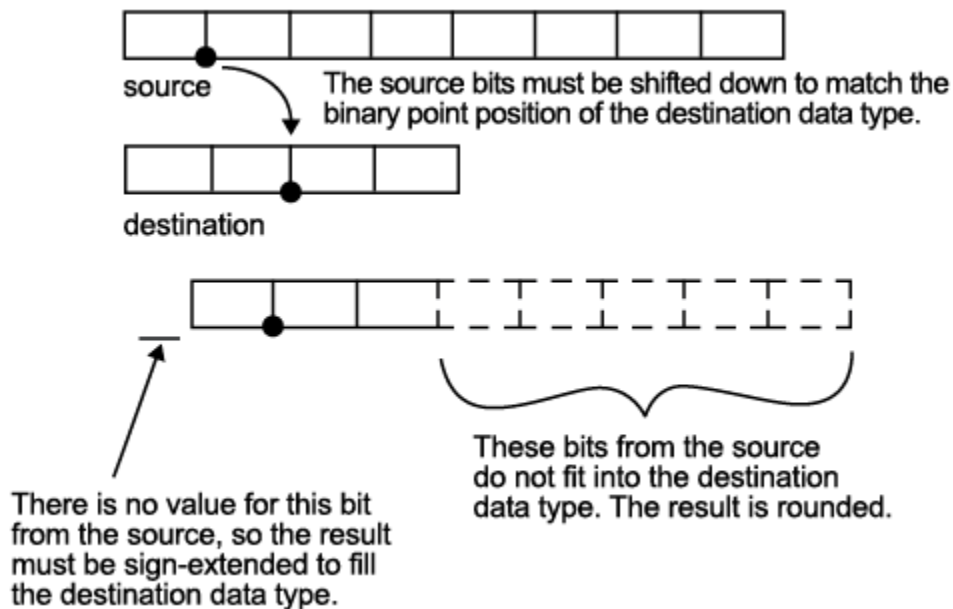 source
The source bits must be shifted down to match the
binary point position of the destination data type.
destination
These bits from the source
do not fit into the destination
data type. The result is rounded.
There is no value for this bit
from the source, so the result
must be sign-extended to fill
the destination data type.